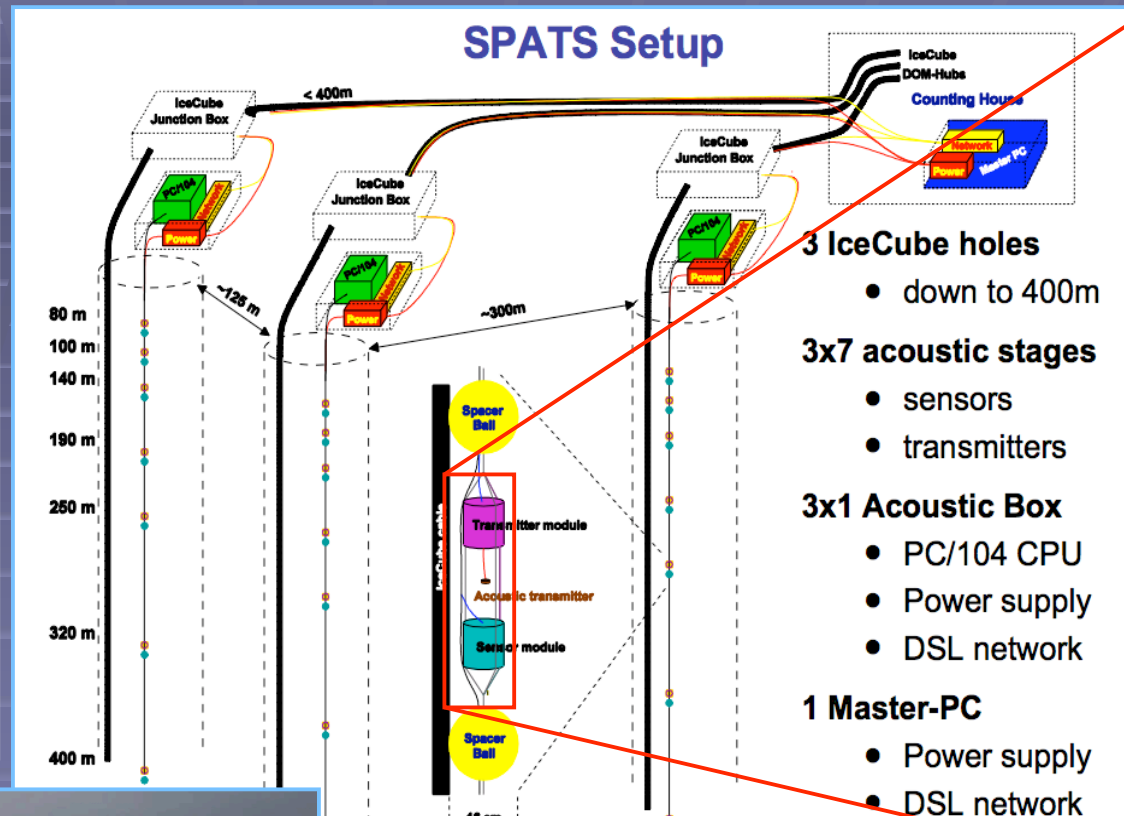 SPATS Setup
IceCube
DOM-Hubs
Counting House
Network
Power
Master PC
< 400m
IceCube
Junction Box
PC/104
Network
Power
IceCube
Junction Box
PC/104
Network
Power
IceCube
Junction Box
PC/104
Network
Power
~125 m
~300m
80 m
100 m
140 m
190 m
250 m
320 m
400 m
Spacer
Ball
IceCube cable
Transmitter module
Acoustic transmitter
Sensor module
Spacer
Ball
3 IceCube holes
• down to 400m
3x7 acoustic stages
• sensors
• transmitters
3x1 Acoustic Box
• PC/104 CPU
• Power supply
• DSL network
1 Master-PC
• Power supply
• DSL network